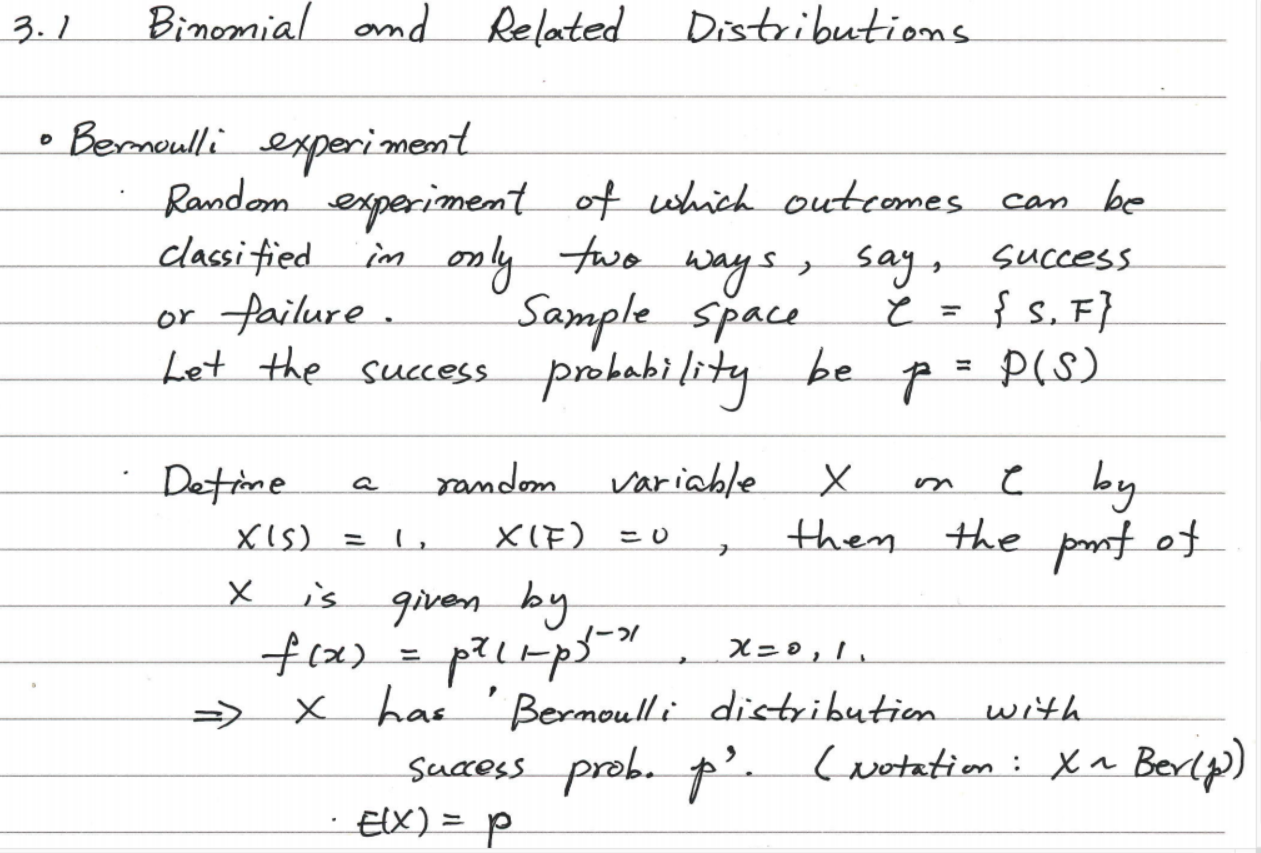 3.1 Binomial and Related Distributions
• Bernoulli experiment
· Random experiment of which outcomes can be
classified in only two ways, say, success
or failure. Sample space 𝒞 = {S, F}
Let the success probability be p = P(S)
· Define a random variable X on 𝒞 by
X(S) = 1, X(F) = 0, then the pmf of
X is given by
f(x) = pˣ(1-p)¹⁻ˣ, x=0, 1.
⇒ X has 'Bernoulli distribution with
success prob. p'. (Notation: X ~ Ber(p))
· E(X) = p